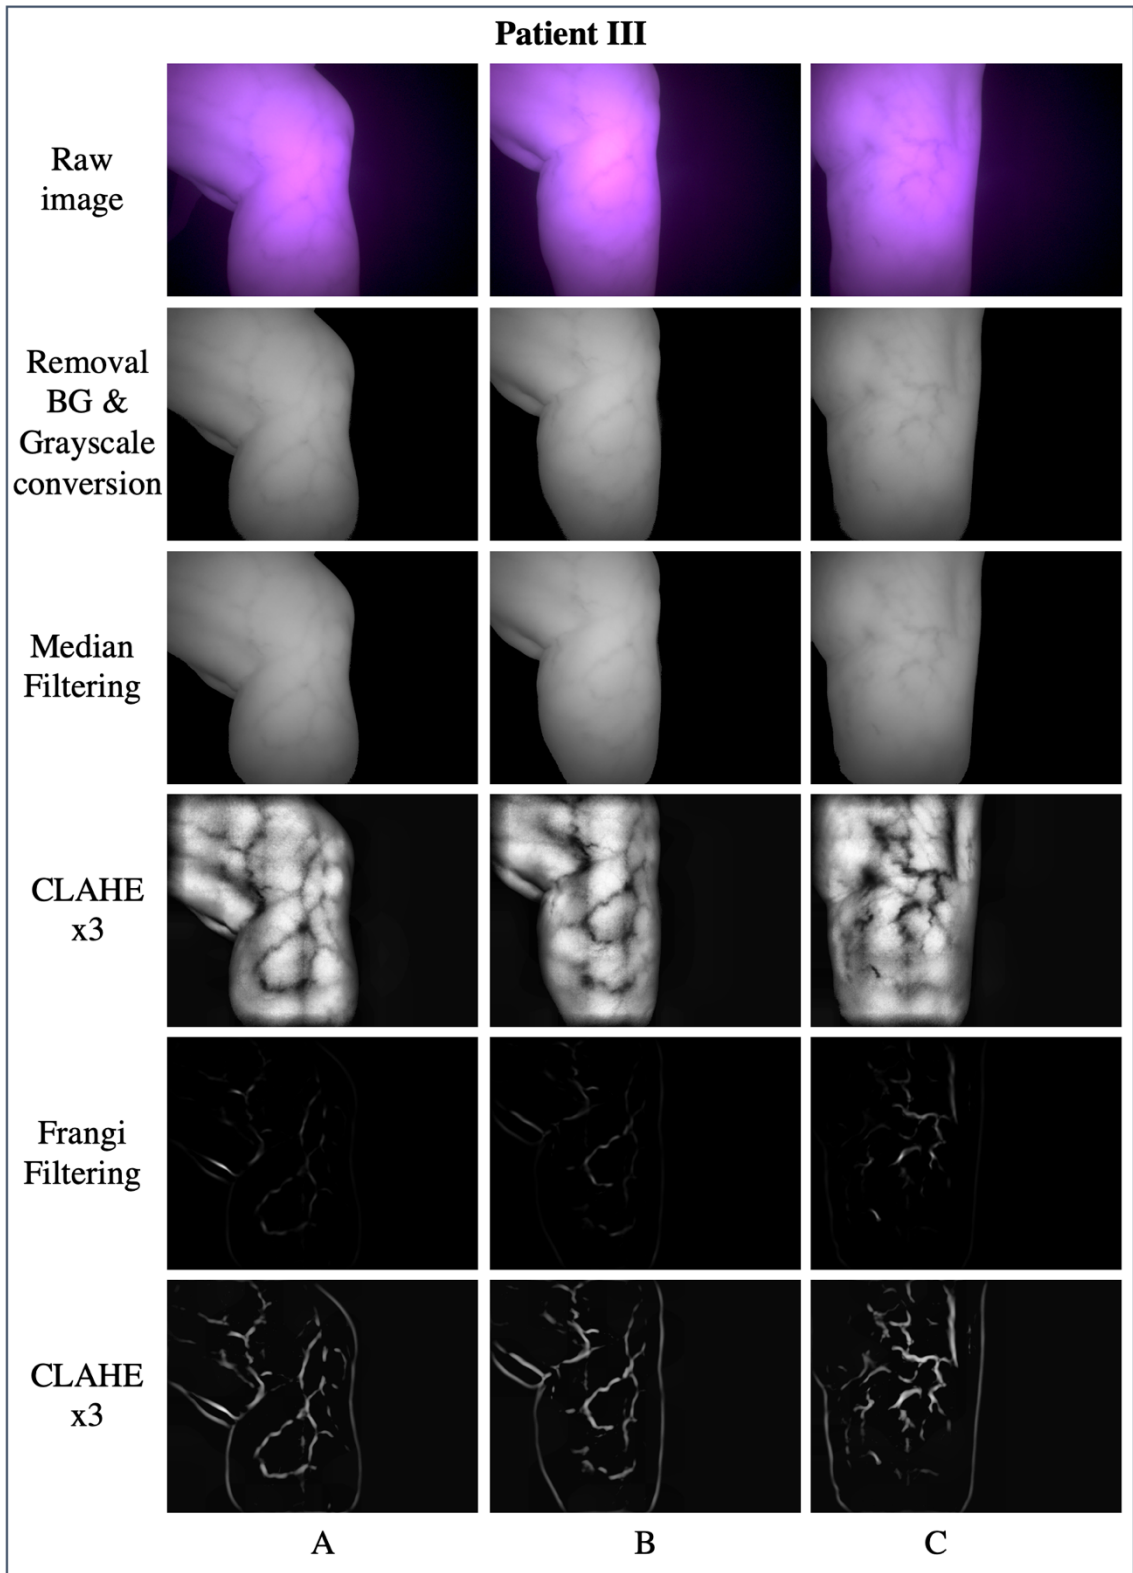 Patient III
Raw
image
Removal
BG &
Grayscale
conversion
Median
Filtering
CLAHE
x3
Frangi
Filtering
CLAHE
x3
A
B
C